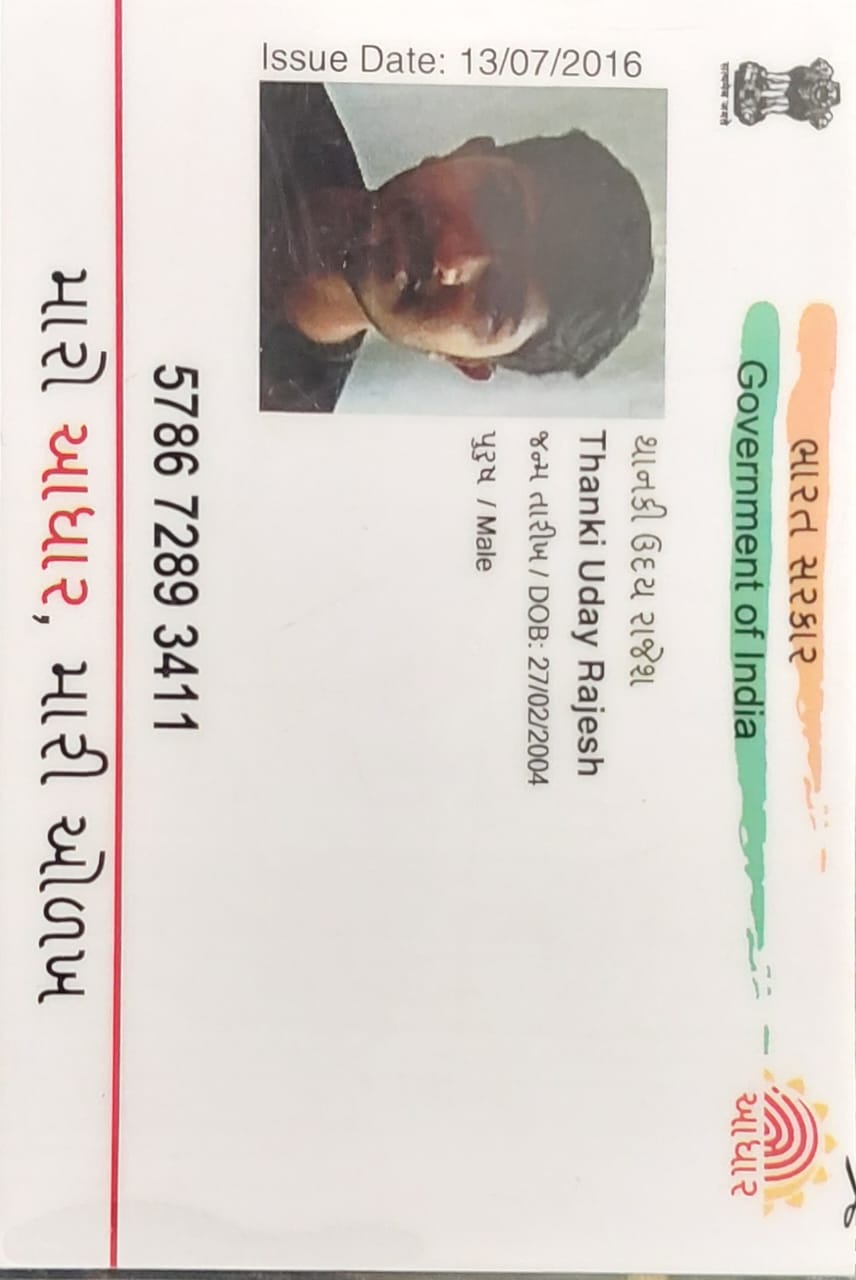 ભારત સરકાર
Government of India
Issue Date: 13/07/2016
થાનકી ઉદય રાજેશ
Thanki Uday Rajesh
જન્મ તારીખ / DOB: 27/02/2004
પુરુષ / Male
5786 7289 3411
આધાર
મારો આધાર, મારી ઓળખ